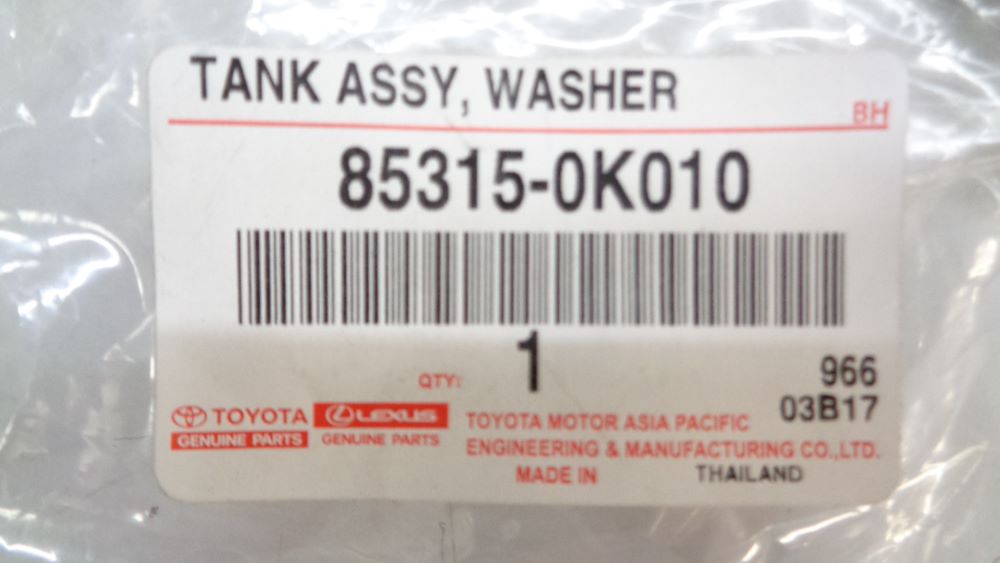 TANK ASSY, WASHER
BH
85315-0K010
QTY: 1
966
03B17
TOYOTA
GENUINE PARTS
LEXUS
GENUINE PARTS
TOYOTA MOTOR ASIA PACIFIC
ENGINEERING & MANUFACTURING CO.,LTD.
MADE IN THAILAND